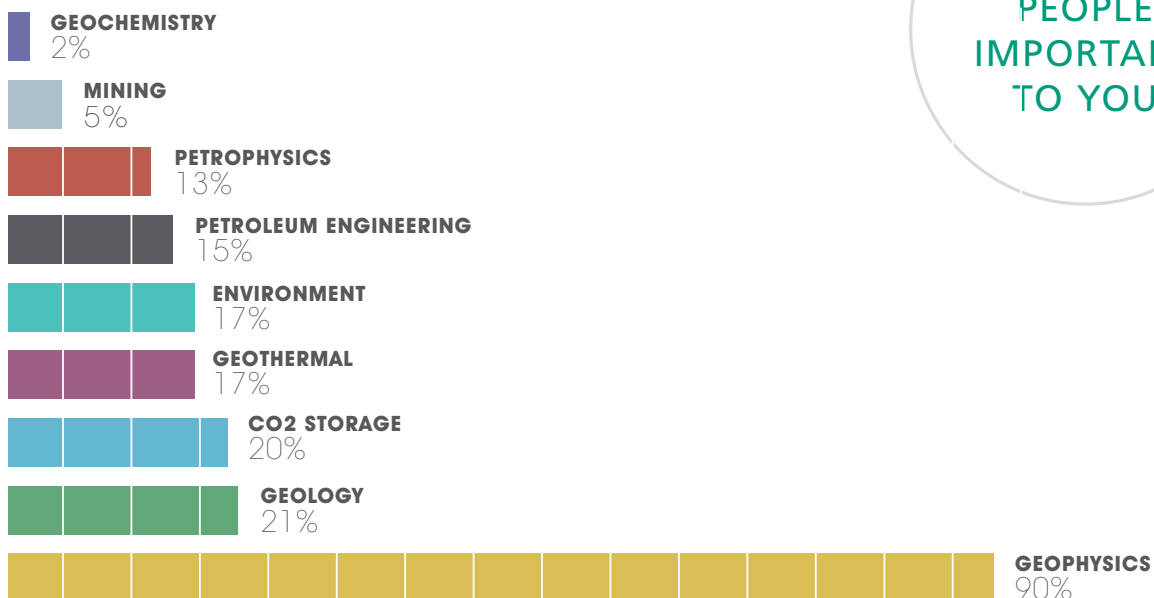 GEOCHEMISTRY
2%
PEOPLE
TO YOU
MINING
5%
PETROPHYSICS
13%
PETROLEUM ENGINEERING
15%
ENVIRONMENT
17%
GEOTHERMAL
17%
CO2 STORAGE
20%
GEOLOGY
21%
GEOPHYSICS
90%